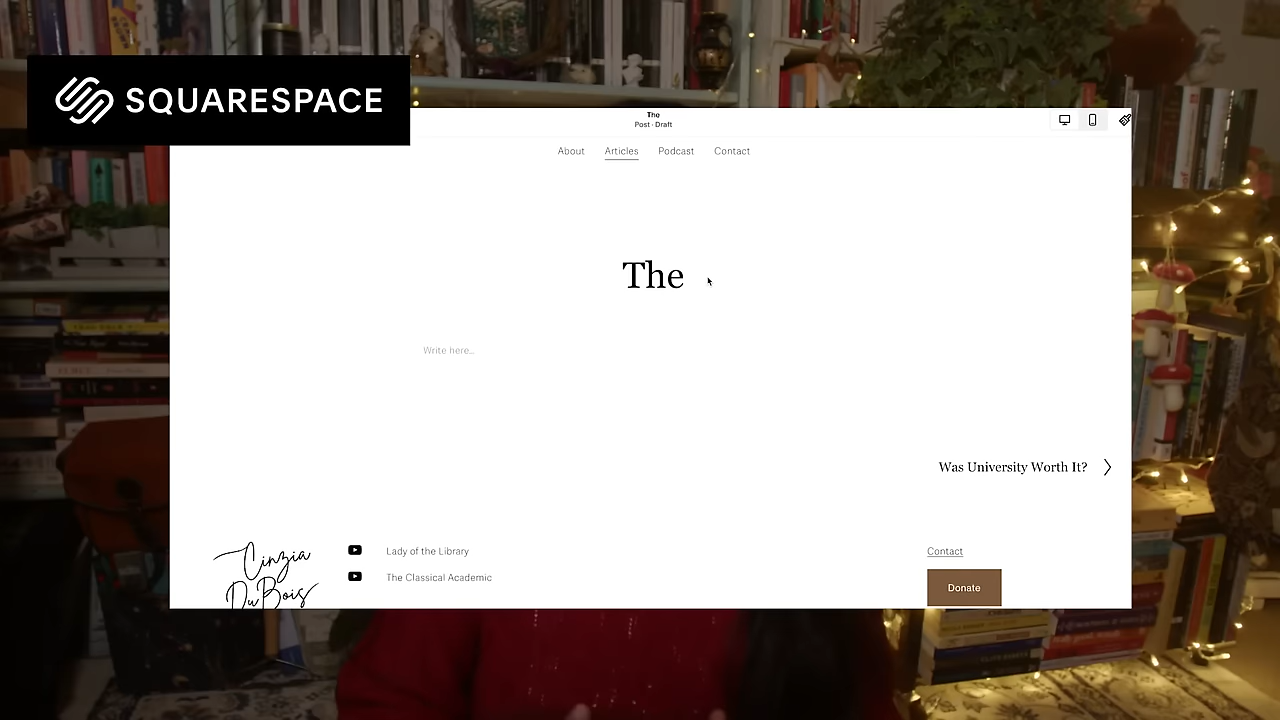 SQUARESPACE
The
Post · Draft
About Articles Podcast Contact
The
Write here...
Was University Worth It?
Cinzia
DuBois
Lady of the Library
The Classical Academic
Contact
Donate